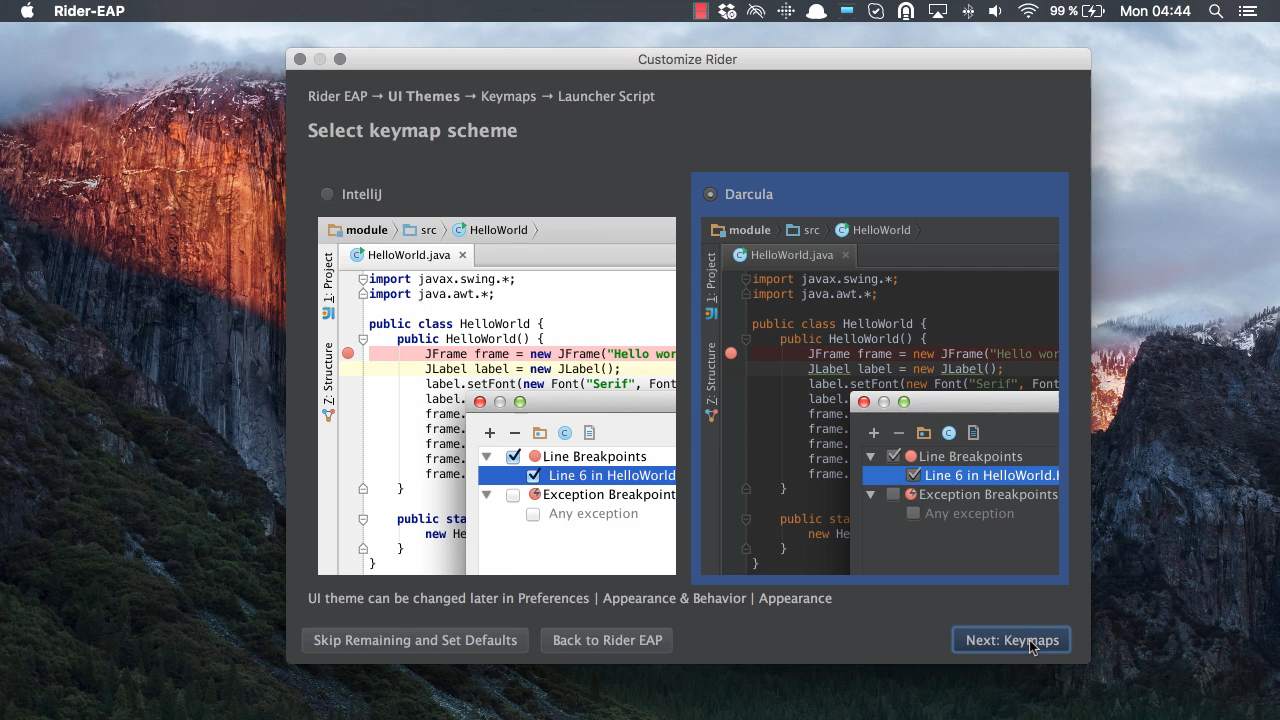 Rider-EAP
99 %
Mon 04:44
Customize Rider
Rider EAP → UI Themes → Keymaps → Launcher Script
Select keymap scheme
IntelliJ
module
src
HelloWorld
HelloWorld.java
1: Project
Z: Structure
import javax.swing.*;
import java.awt.*;
public class HelloWorld {
public HelloWorld() {
JFrame frame = new JFrame("Hello wor
JLabel label = new JLabel();
label.setFont(new Font("Serif", Font
label.
frame.
frame.
frame.
frame.
frame.
}
public sta
new He
}
}
Line Breakpoints
Line 6 in HelloWorld
Exception Breakpoint
Any exception
Darcula
module
src
HelloWorld
HelloWorld.java
1: Project
Z: Structure
import javax.swing.*;
import java.awt.*;
public class HelloWorld {
public HelloWorld() {
JFrame frame = new JFrame("Hello wor
JLabel label = new JLabel();
label.setFont(new Font("Serif", Font
label.
frame.
frame.
frame.
frame.
frame.
}
public sta
new He
}
}
Line Breakpoints
Line 6 in HelloWorld.
Exception Breakpoints
Any exception
UI theme can be changed later in Preferences | Appearance & Behavior | Appearance
Skip Remaining and Set Defaults
Back to Rider EAP
Next: Keymaps